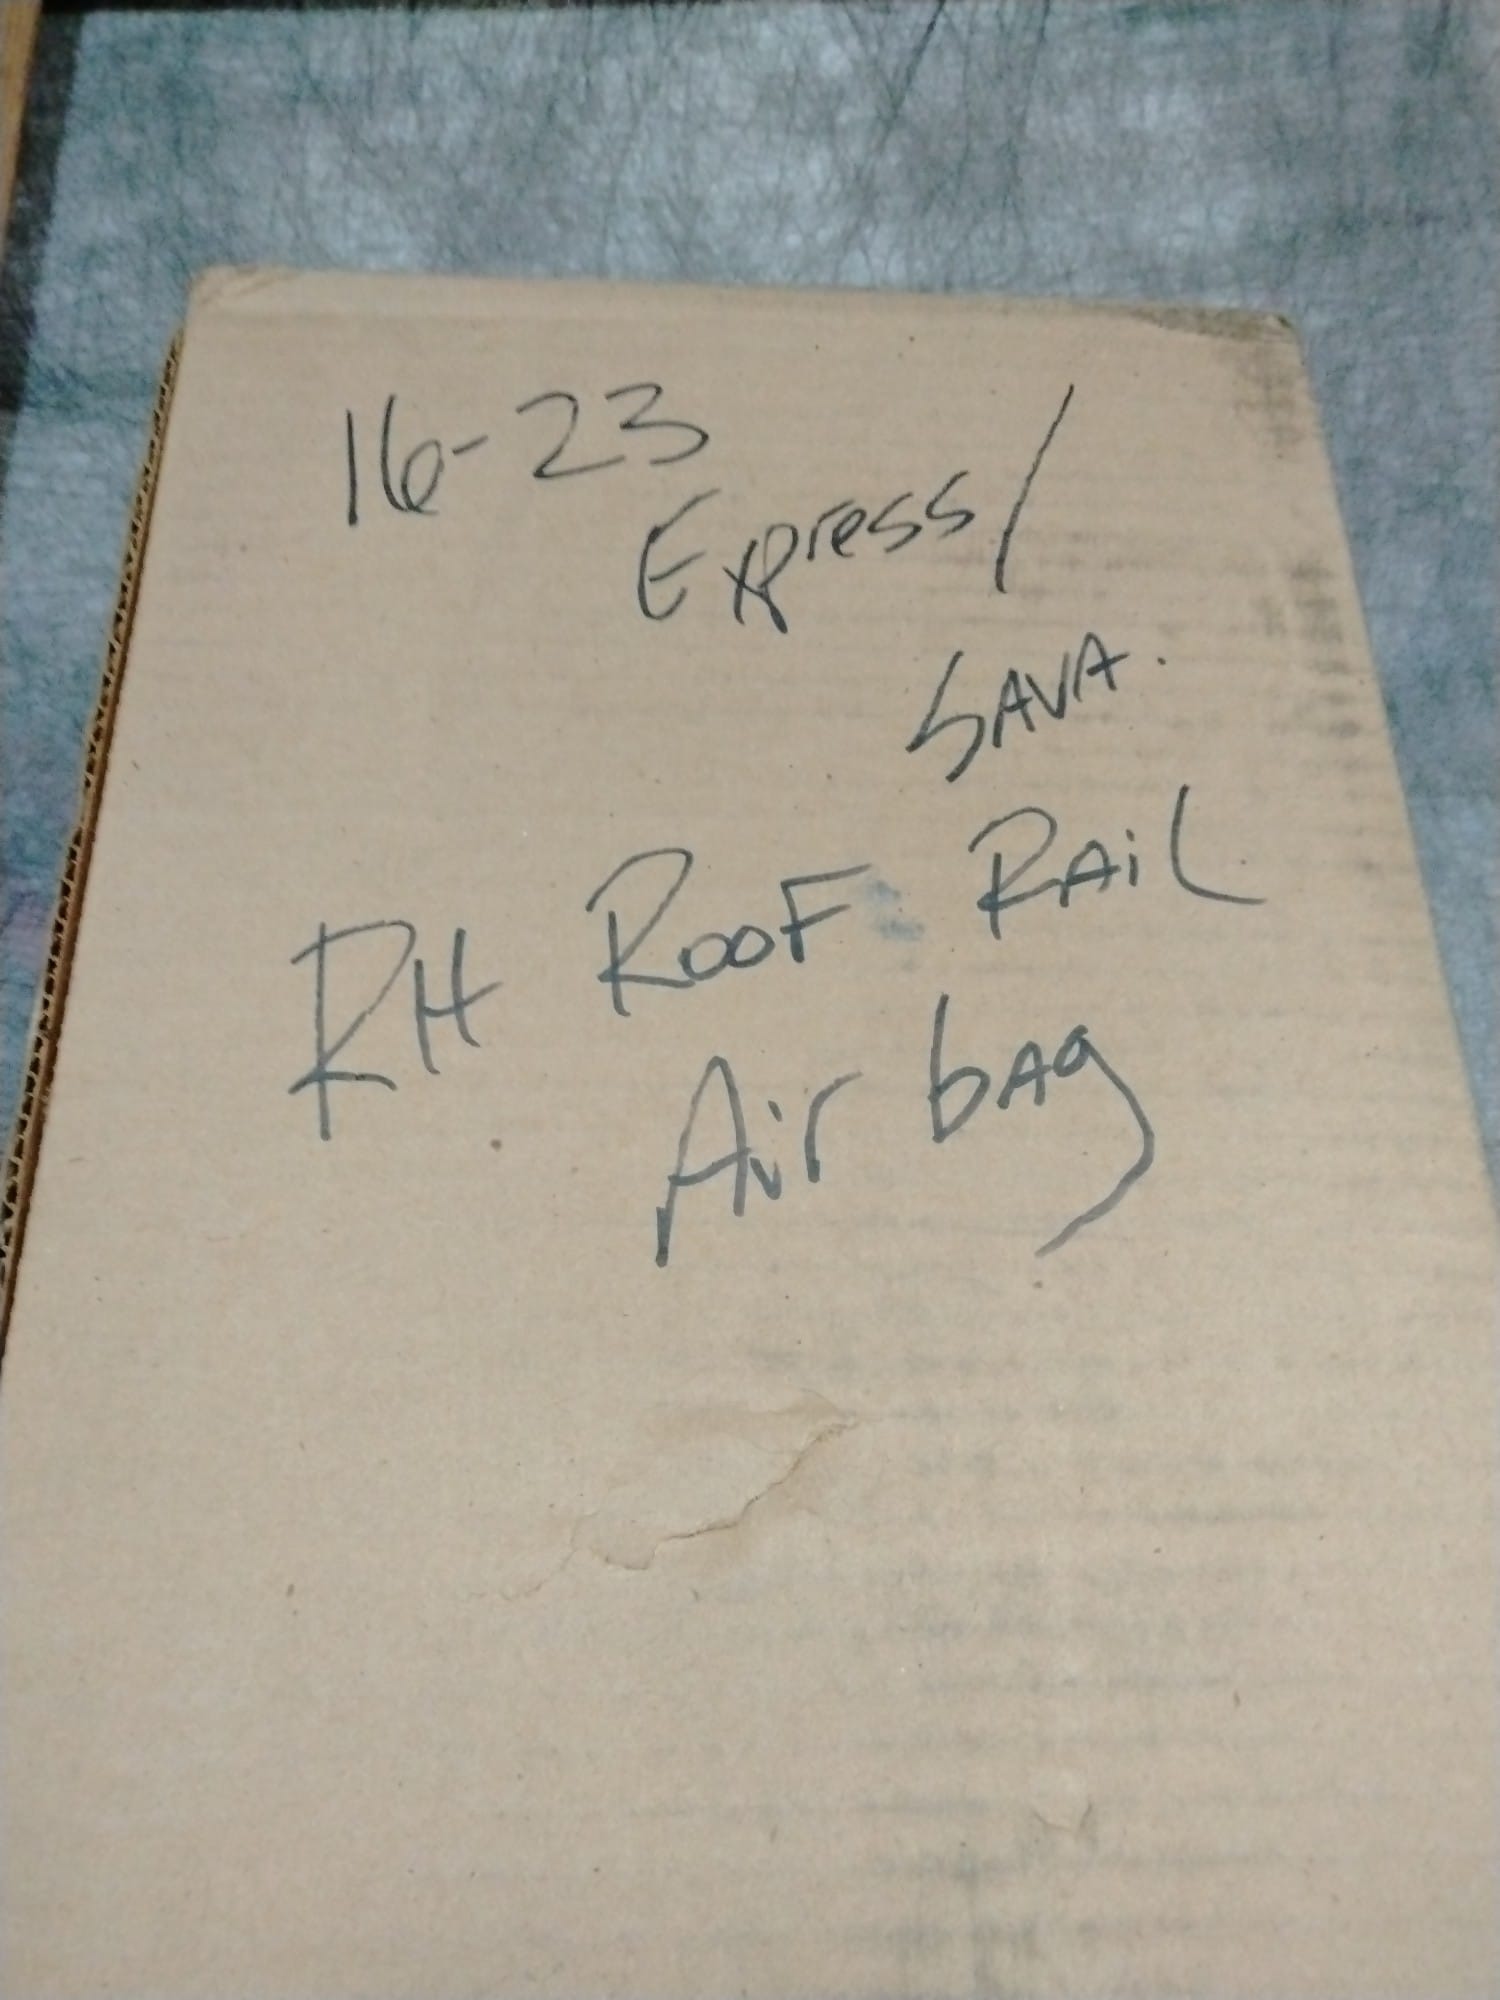 16-23
Express/
SAVA.
RH ROOF RAiL
Air bag